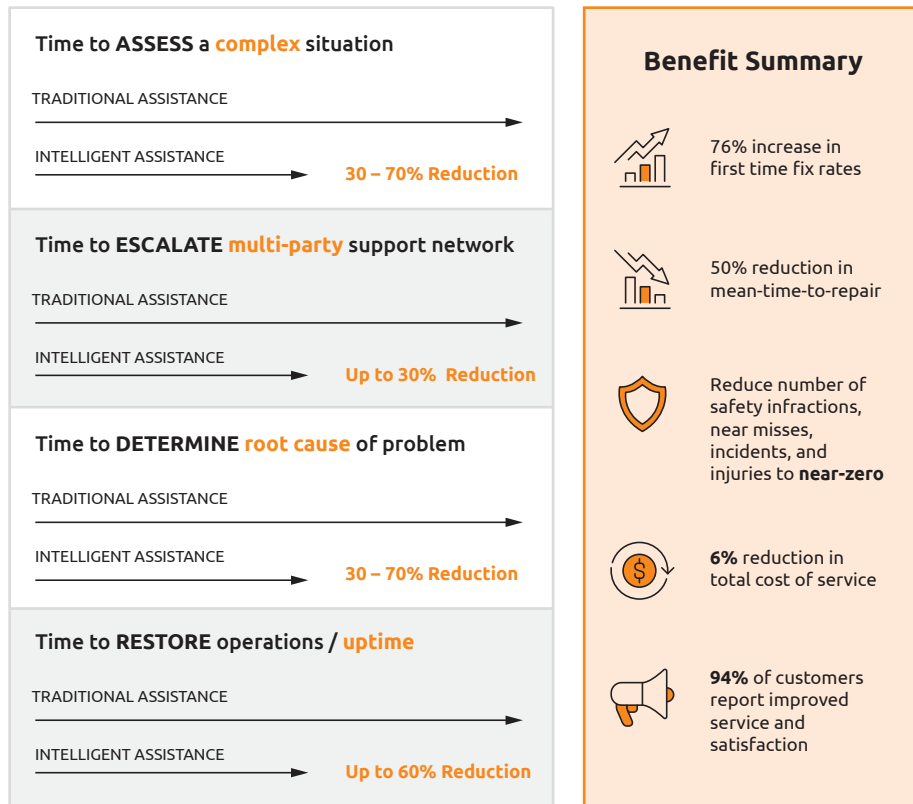 Time to ASSESS a complex situation
TRADITIONAL ASSISTANCE
INTELLIGENT ASSISTANCE
30 – 70% Reduction
Time to ESCALATE multi-party support network
TRADITIONAL ASSISTANCE
INTELLIGENT ASSISTANCE
Up to 30% Reduction
Time to DETERMINE root cause of problem
TRADITIONAL ASSISTANCE
INTELLIGENT ASSISTANCE
30 – 70% Reduction
Time to RESTORE operations / uptime
TRADITIONAL ASSISTANCE
INTELLIGENT ASSISTANCE
Up to 60% Reduction
Benefit Summary
76% increase in
first time fix rates
50% reduction in
mean-time-to-repair
Reduce number of
safety infractions,
near misses,
incidents, and
injuries to near-zero
$
6% reduction in
total cost of service
94% of customers
report improved
service and
satisfaction